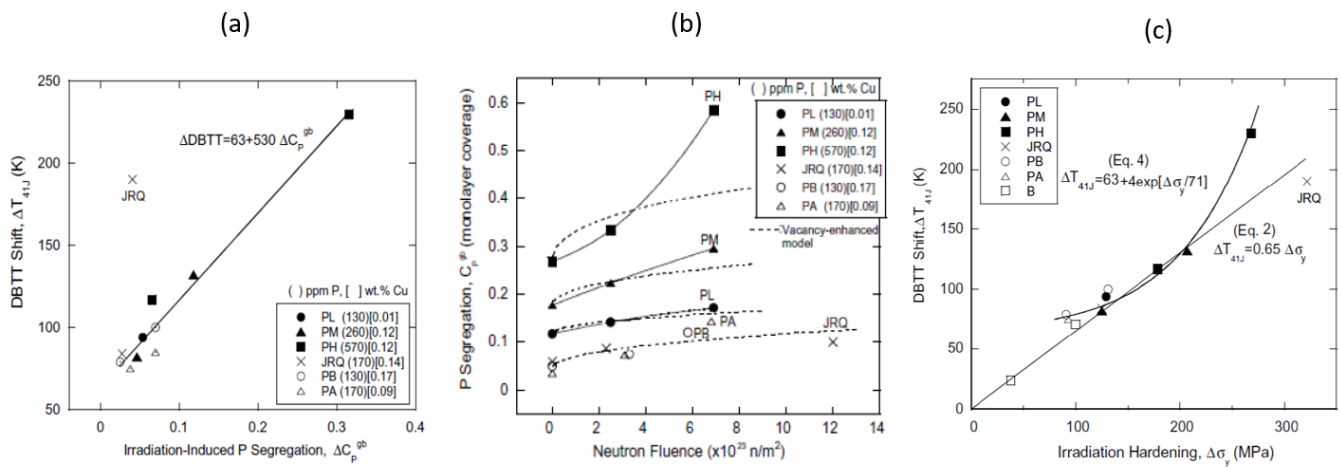 (a)
250
200
150
100
50
0
0.1
0.2
0.3
0.4
DBTT Shift, ΔT41J (K)
Irradiation-Induced P Segregation, ΔCPgb
ΔDBTT=63+530 ΔCPgb
JRQ
( ) ppm P, [ ] wt.% Cu
PL (130)[0.01]
PM (260)[0.12]
PH (570)[0.12]
JRQ (170)[0.14]
PB (130)[0.17]
PA (170)[0.09]
(b)
0.6
0.5
0.4
0.3
0.2
0.1
0
0
2
4
6
8
10
12
14
P Segregation, CPgb (monolayer coverage)
Neutron Fluence (x10 23 n/m2)
( ) ppm P, [ ] wt.% Cu
PL (130)[0.01]
PM (260)[0.12]
PH (570)[0.12]
JRQ (170)[0.14]
PB (130)[0.17]
PA (170)[0.09]
Vacancy-enhanced
model
PH
PM
PL
PA
PB
JRQ
(c)
250
200
150
100
50
0
0
100
200
300
DBTT Shift, ΔT41J (K)
Irradiation Hardening, Δσy (MPa)
PL
PM
PH
JRQ
PB
PA
B
(Eq. 4)
ΔT41J=63+4exp[Δσy/71]
JRQ
(Eq. 2)
ΔT41J=0.65 Δσy